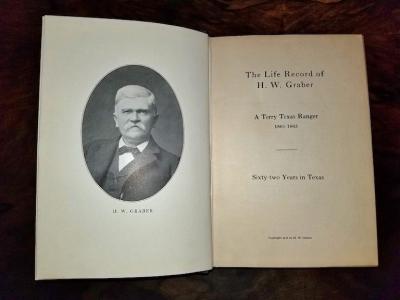 H. W. GRABER
The Life Record of
H. W. Graber
A Terry Texas Ranger
1861-1865
Sixty-two Years in Texas